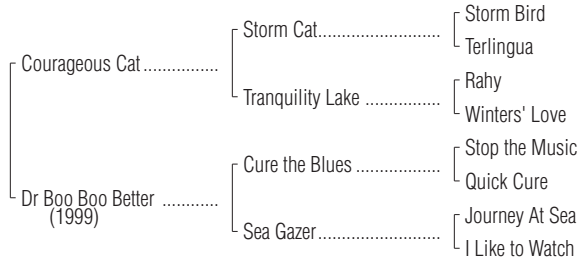 Storm Bird
Storm Cat........................
Terlingua
Courageous Cat...............
Rahy
Tranquility Lake ...............
Winters' Love
Stop the Music
Cure the Blues .................
Quick Cure
Dr Boo Boo Better ...........
(1999)
Journey At Sea
Sea Gazer........................
I Like to Watch